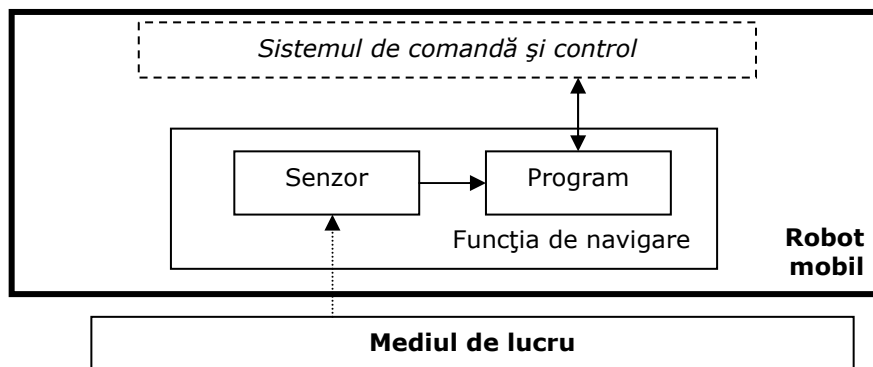 Sistemul de comandă şi control
Senzor
Program
Funcţia de navigare
Robot
mobil
Mediul de lucru